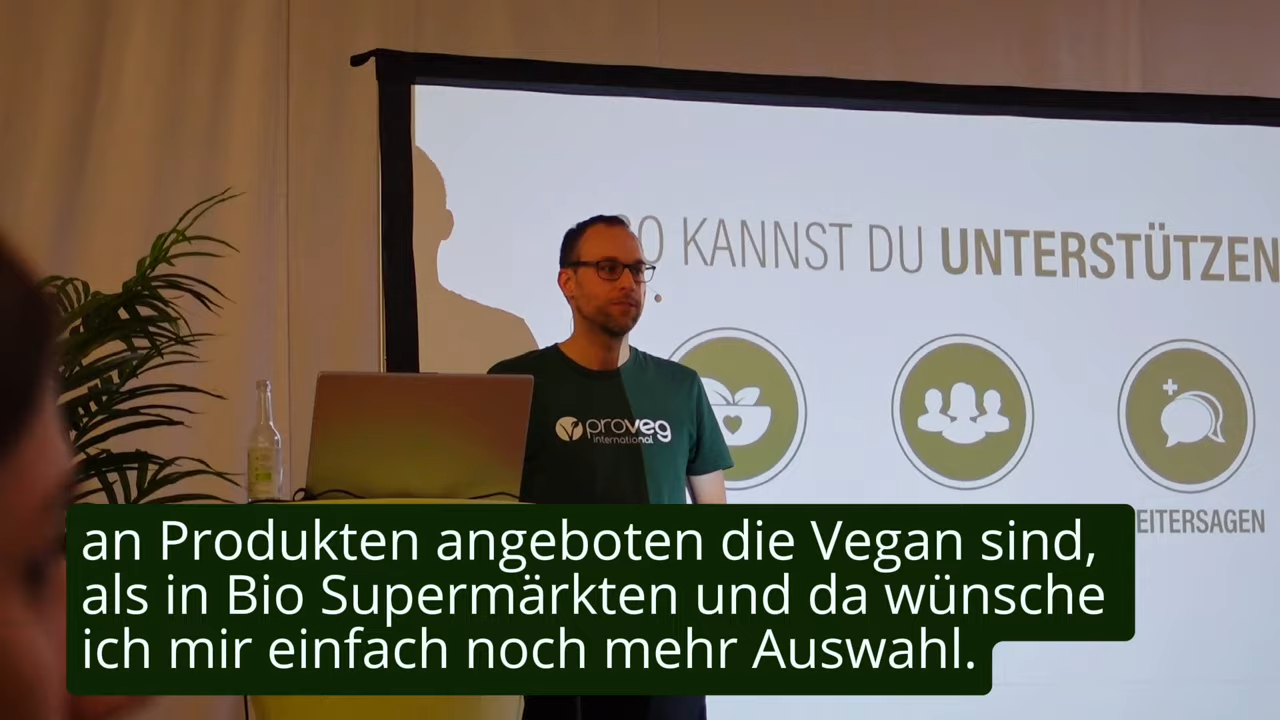 KANNST DU UNTERSTÜTZEN
proveg
international
EITERSAGEN
an Produkten angeboten die Vegan sind,
als in Bio Supermärkten und da wünsche
ich mir einfach noch mehr Auswahl.